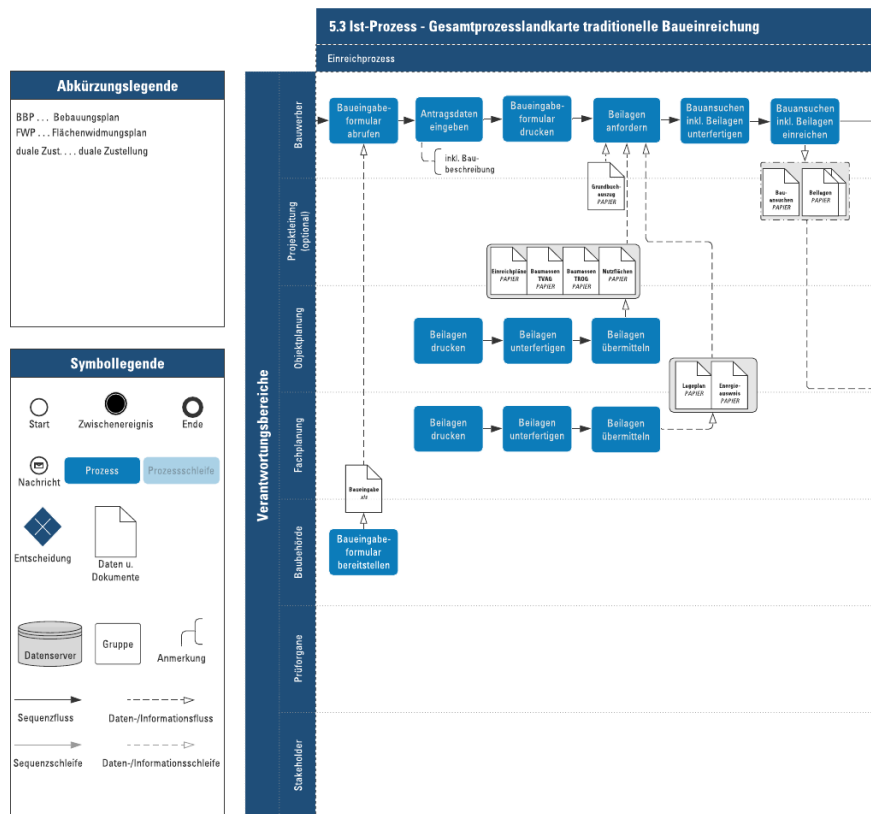 5.3 Ist-Prozess - Gesamtprozesslandkarte traditionelle Baueinreichung
Einreichprozess
Abkürzungslegende
BBP ... Bebauungsplan
FWP ... Flächenwidmungsplan
duale Zust. . . . duale Zustellung
Symbollegende
Start
Zwischenereignis
Ende
Nachricht
Prozess
Prozessschleife
Entscheidung
Daten u.
Dokumente
Datenserver
Gruppe
Anmerkung
Sequenzfluss
Daten-/Informationsfluss
Sequenzschleife
Daten-/Informationsschleife
Verantwortungsbereiche
Bauwerber
Baueingabe-
formular
abrufen
Antragsdaten
eingeben
Baueingabe-
formular
drucken
Beilagen
anfordern
Bauansuchen
inkl. Beilagen
unterfertigen
Bauansuchen
inkl. Beilagen
einreichen
inkl. Bau-
beschreibung
Grundbuch-
auszug
PAPIER
Bau-
ansuchen
PAPIER
Beilagen
PAPIER
Projektleitung
(optional)
Einreichpläne
PAPIER
Baumassen
TVAG
PAPIER
Baumassen
TROG
PAPIER
Nutzflächen
PAPIER
Objektplanung
Beilagen
drucken
Beilagen
unterfertigen
Beilagen
übermitteln
Lageplan
PAPIER
Energie-
ausweis
PAPIER
Fachplanung
Beilagen
drucken
Beilagen
unterfertigen
Beilagen
übermitteln
Baueingabe
xls
Baubehörde
Baueingabe-
formular
bereitstellen
Prüforgane
Stakeholder